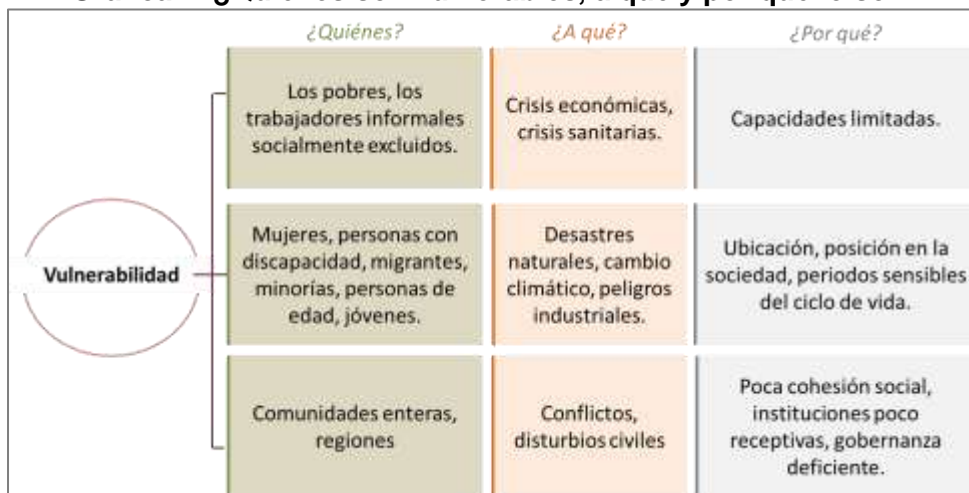 ¿Quiénes?
¿A qué?
¿Por qué?
Los pobres, los
trabajadores informales
socialmente excluidos.
Crisis económicas,
crisis sanitarias.
Capacidades limitadas.
Vulnerabilidad
Mujeres, personas con
discapacidad, migrantes,
minorías, personas de
edad, jóvenes.
Desastres
naturales, cambio
climático, peligros
industriales.
Ubicación, posición en la
sociedad, periodos sensibles
del ciclo de vida.
Comunidades enteras,
regiones
Conflictos,
disturbios civiles
Poca cohesión social,
instituciones poco
receptivas, gobernanza
deficiente.